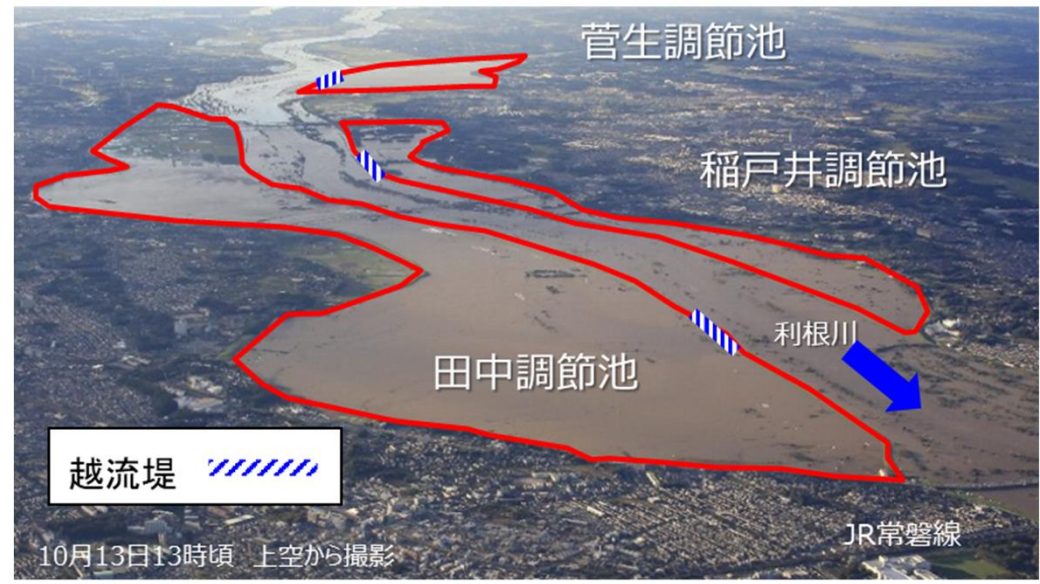 菅生調節池
稲戸井調節池
利根川
田中調節池
越流堤
JR常磐線
10月13日13時頃 上空から撮影